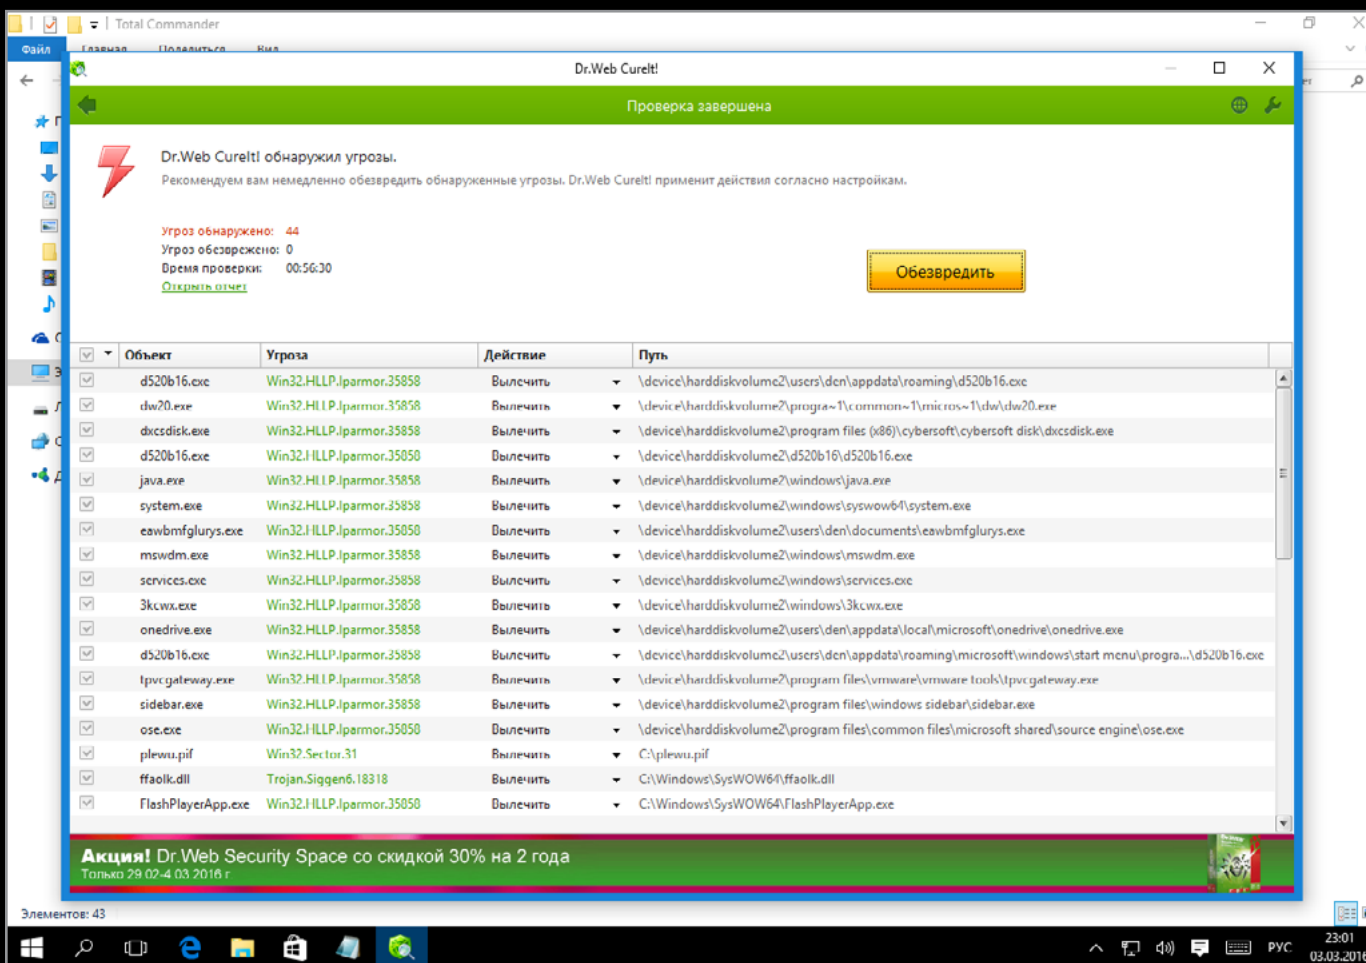 Total Commander
Файл Главная Поделиться Вид
Dr.Web CureIt!
Проверка завершена
Dr.Web CureIt! обнаружил угрозы.
Рекомендуем вам немедленно обезвредить обнаруженные угрозы. Dr.Web CureIt! применит действия согласно настройкам.
Угроз обнаружено: 44
Угроз обезврежено: 0
Время проверки: 00:56:30
Открыть отчет
Обезвредить
Объект Угроза Действие Путь
d520b16.exe Win32.HLLP.Iparmor.35858 Вылечить \device\harddiskvolume2\users\den\appdata\roaming\d520b16.exe
dw20.exe Win32.HLLP.Iparmor.35858 Вылечить \device\harddiskvolume2\progra~1\common~1\micros~1\dw\dw20.exe
dxcsdisk.exe Win32.HLLP.Iparmor.35858 Вылечить \device\harddiskvolume2\program files (x86)\cybersoft\cybersoft disk\dxcsdisk.exe
d520b16.exe Win32.HLLP.Iparmor.35858 Вылечить \device\harddiskvolume2\d520b16\d520b16.exe
java.exe Win32.HLLP.Iparmor.35858 Вылечить \device\harddiskvolume2\windows\java.exe
system.exe Win32.HLLP.Iparmor.35858 Вылечить \device\harddiskvolume2\windows\syswow64\system.exe
eawbmfglurys.exe Win32.HLLP.Iparmor.35858 Вылечить \device\harddiskvolume2\users\den\documents\eawbmfglurys.exe
mswdm.exe Win32.HLLP.Iparmor.35858 Вылечить \device\harddiskvolume2\windows\mswdm.exe
services.exe Win32.HLLP.Iparmor.35858 Вылечить \device\harddiskvolume2\windows\services.exe
3kcwx.exe Win32.HLLP.Iparmor.35858 Вылечить \device\harddiskvolume2\windows\3kcwx.exe
onedrive.exe Win32.HLLP.Iparmor.35858 Вылечить \device\harddiskvolume2\users\den\appdata\local\microsoft\onedrive\onedrive.exe
d520b16.exe Win32.HLLP.Iparmor.35858 Вылечить \device\harddiskvolume2\users\den\appdata\roaming\microsoft\windows\start menu\progra...\d520b16.exe
tpvcgateway.exe Win32.HLLP.Iparmor.35858 Вылечить \device\harddiskvolume2\program files\vmware\vmware tools\tpvcgateway.exe
sidebar.exe Win32.HLLP.Iparmor.35858 Вылечить \device\harddiskvolume2\program files\windows sidebar\sidebar.exe
ose.exe Win32.HLLP.Iparmor.35858 Вылечить \device\harddiskvolume2\program files\common files\microsoft shared\source engine\ose.exe
plewu.pif Win32.Sector.31 Вылечить C:\plewu.pif
ffaolk.dll Trojan.Siggen6.18318 Вылечить C:\Windows\SysWOW64\ffaolk.dll
FlashPlayerApp.exe Win32.HLLP.Iparmor.35858 Вылечить C:\Windows\SysWOW64\FlashPlayerApp.exe
Акция! Dr.Web Security Space со скидкой 30% на 2 года
Только 29.02-4.03.2016 г
Элементов: 43
РУС
23:01
03.03.2016